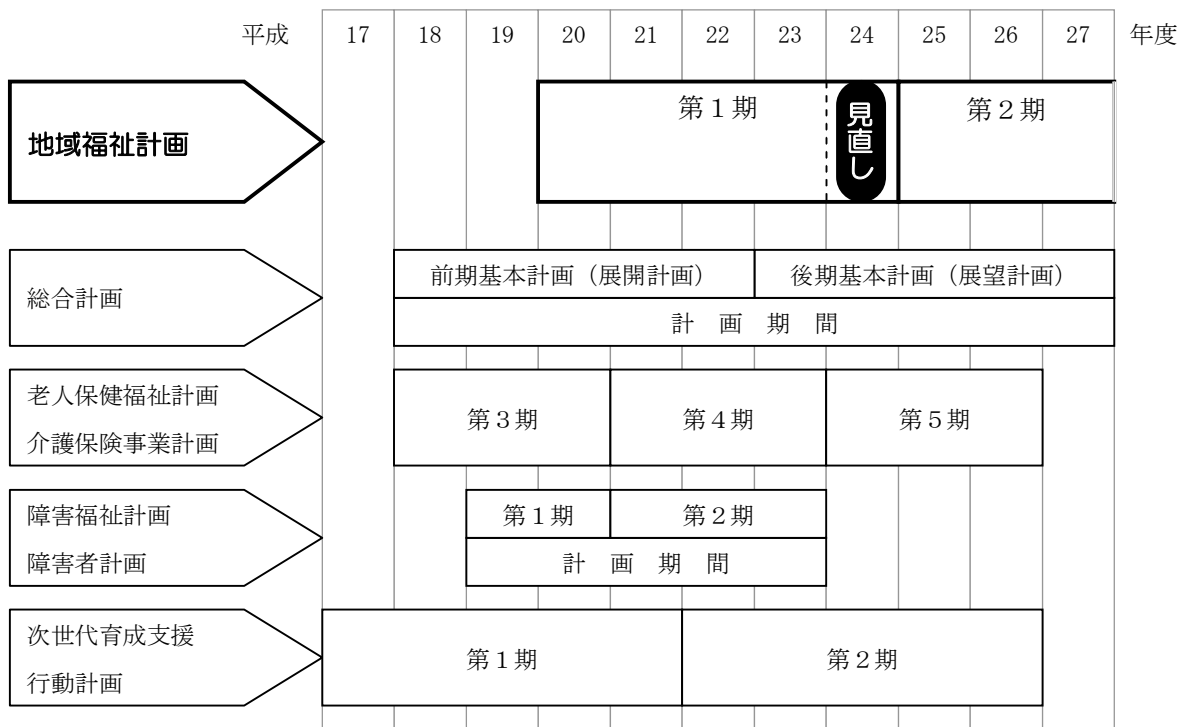 平成 17 18 19 20 21 22 23 24 25 26 27 年度
地域福祉計画
第１期
見直し
第２期
総合計画
前期基本計画（展開計画） 後期基本計画（展望計画）
計 画 期 間
老人保健福祉計画
介護保険事業計画
第３期 第４期 第５期
障害福祉計画
障害者計画
第１期 第２期
計 画 期 間
次世代育成支援
行動計画
第１期 第２期